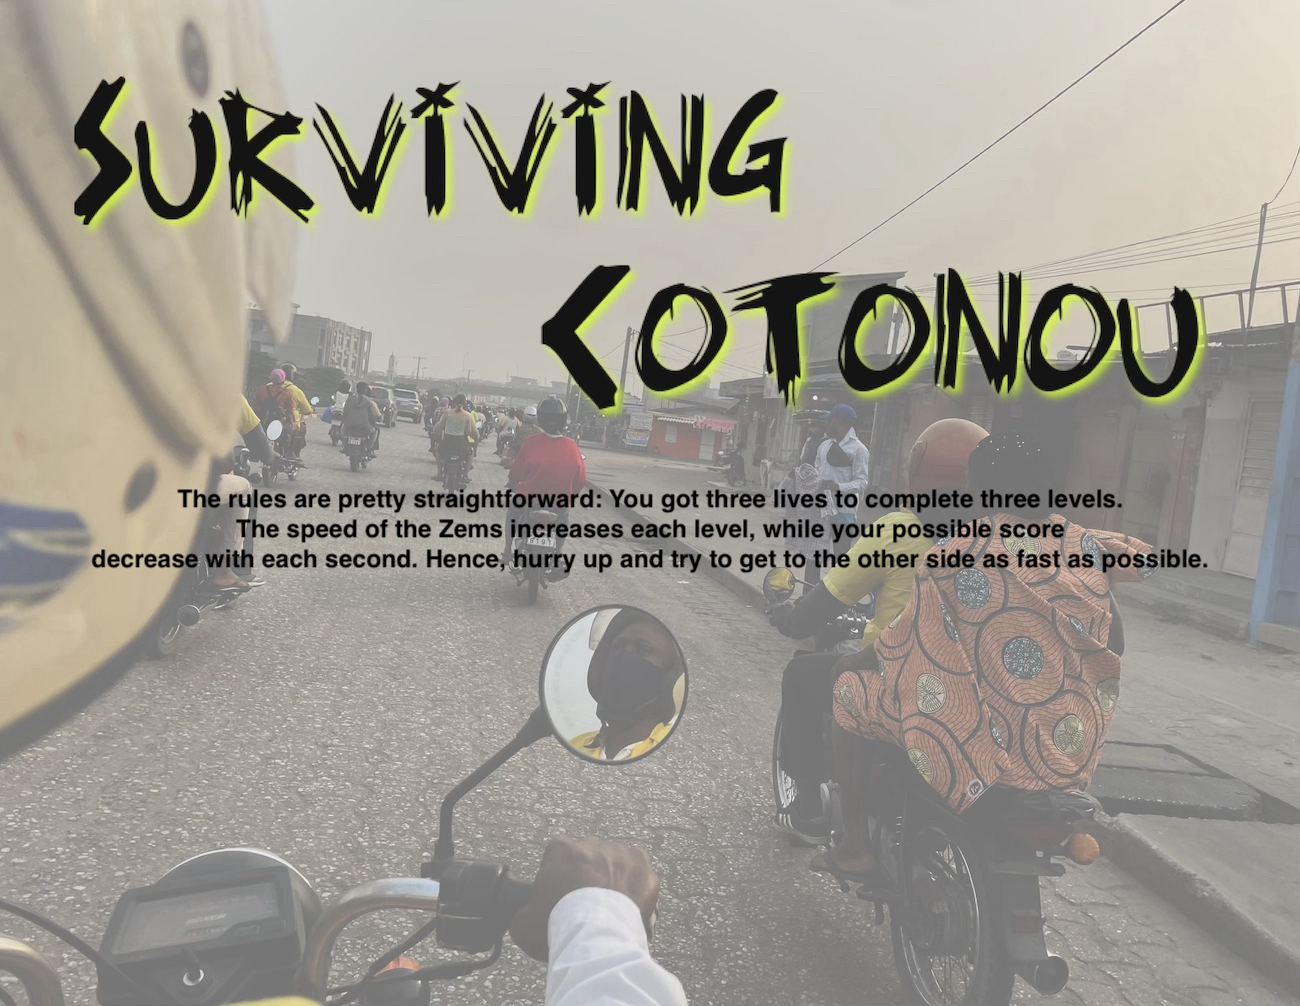 SURVIVING
COTONOU
The rules are pretty straightforward: You got three lives to complete three levels.
The speed of the Zems increases each level, while your possible score
decrease with each second. Hence, hurry up and try to get to the other side as fast as possible.